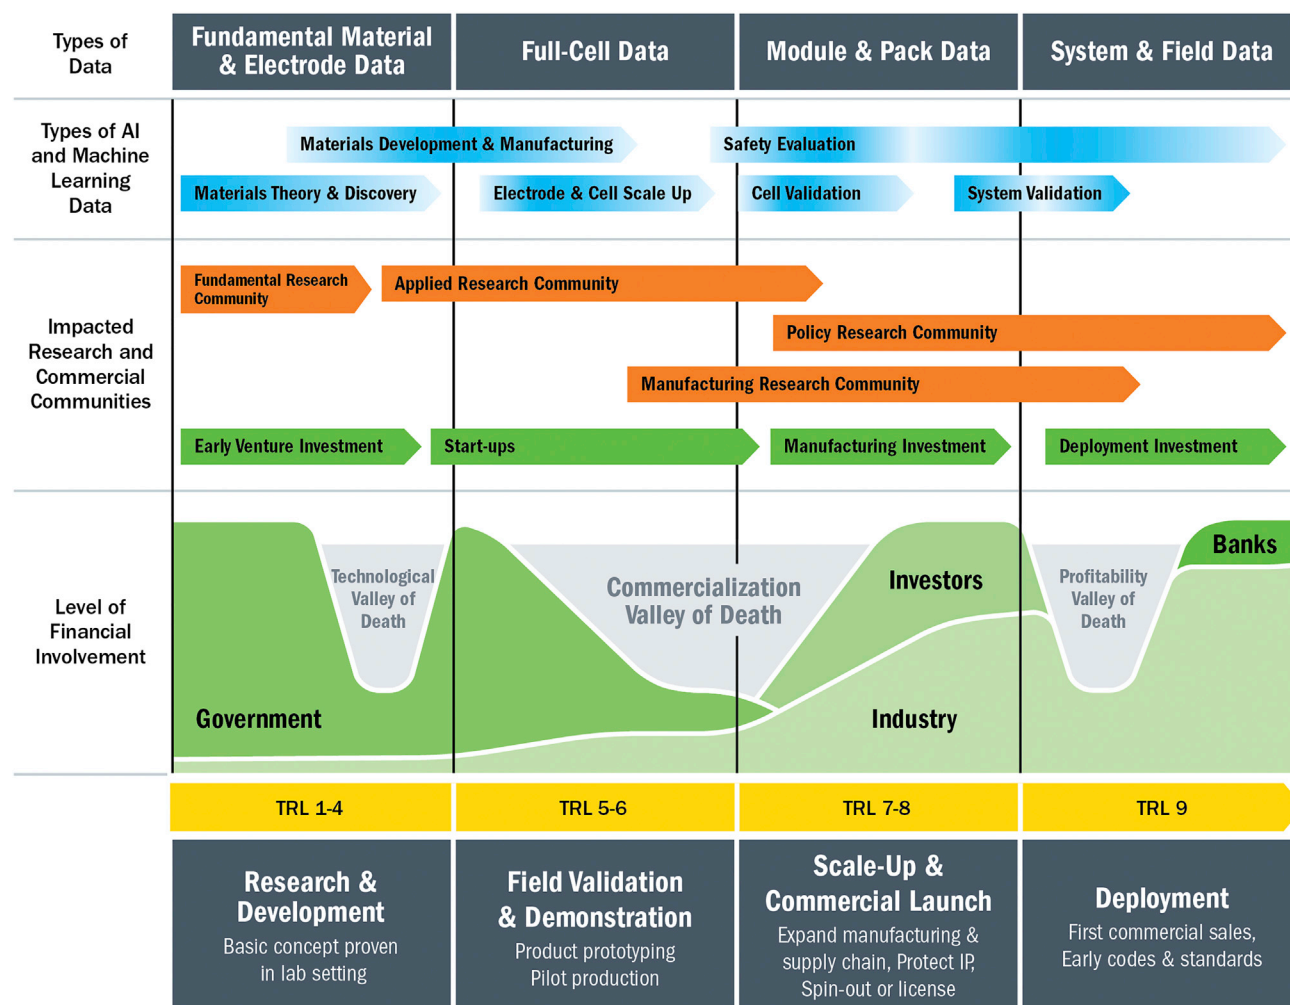 Types of
Data
Fundamental Material
& Electrode Data
Full-Cell Data
Module & Pack Data
System & Field Data
Types of AI
and Machine
Learning
Data
Materials Development & Manufacturing
Safety Evaluation
Materials Theory & Discovery
Electrode & Cell Scale Up
Cell Validation
System Validation
Impacted
Research and
Commercial
Communities
Fundamental Research
Community
Applied Research Community
Policy Research Community
Manufacturing Research Community
Early Venture Investment
Start-ups
Manufacturing Investment
Deployment Investment
Level of
Financial
Involvement
Technological
Valley of
Death
Commercialization
Valley of Death
Investors
Profitability
Valley of
Death
Banks
Government
Industry
TRL 1-4
TRL 5-6
TRL 7-8
TRL 9
Research &
Development
Basic concept proven
in lab setting
Field Validation
& Demonstration
Product prototyping
Pilot production
Scale-Up &
Commercial Launch
Expand manufacturing &
supply chain, Protect IP,
Spin-out or license
Deployment
First commercial sales,
Early codes & standards